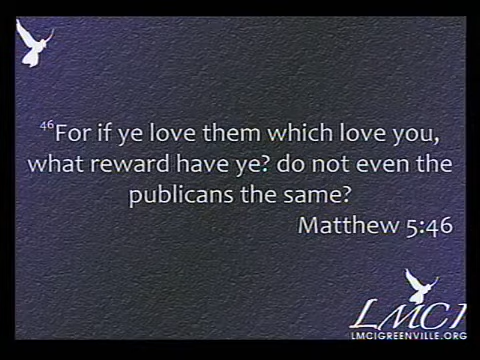 46For if ye love them which love you,
what reward have ye? do not even the
publicans the same?
Matthew 5:46
LMCI
LMCIGREENVILLE.ORG